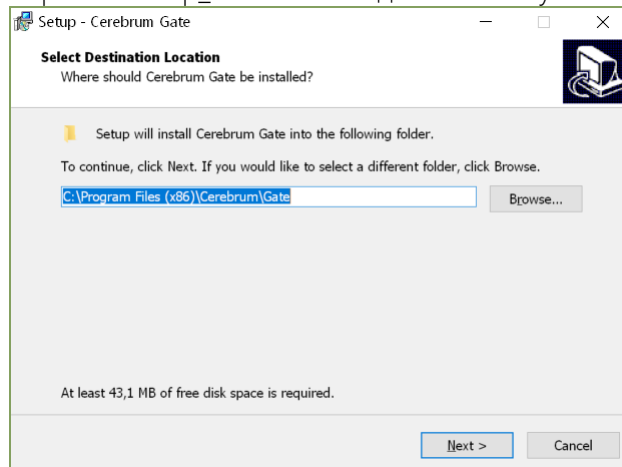 Setup - Cerebrum Gate
Select Destination Location
Where should Cerebrum Gate be installed?
Setup will install Cerebrum Gate into the following folder.
To continue, click Next. If you would like to select a different folder, click Browse.
C:\Program Files (x86)\Cerebrum\Gate
Browse...
At least 43,1 MB of free disk space is required.
Next >
Cancel